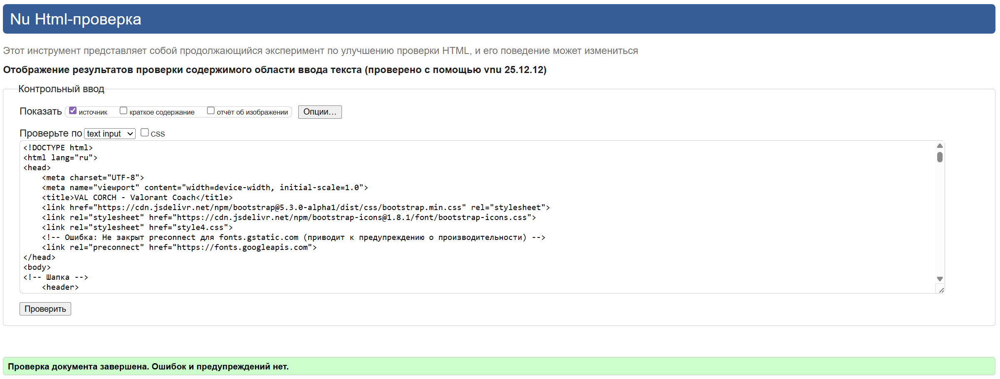 Nu Html-проверка
Этот инструмент представляет собой продолжающийся эксперимент по улучшению проверки HTML, и его поведение может измениться
Отображение результатов проверки содержимого области ввода текста (проверено с помощью vnu 25.12.12)
Контрольный ввод
Показать источник краткое содержание отчёт об изображении Опции...
Проверьте по text input CSS
<!DOCTYPE html>
<html lang="ru">
<head>
    <meta charset="UTF-8">
    <meta name="viewport" content="width=device-width, initial-scale=1.0">
    <title>VAL CORCH - Valorant Coach</title>
    <link href="https://cdn.jsdelivr.net/npm/bootstrap@5.3.0-alpha1/dist/css/bootstrap.min.css" rel="stylesheet">
    <link rel="stylesheet" href="https://cdn.jsdelivr.net/npm/bootstrap-icons@1.8.1/font/bootstrap-icons.css">
    <link rel="stylesheet" href="style4.css">
    <!-- Ошибка: Не закрыт preconnect для fonts.gstatic.com (приводит к предупреждению о производительности) -->
    <link rel="preconnect" href="https://fonts.googleapis.com">
</head>
<body>
<!-- Шапка -->
    <header>
Проверить
Проверка документа завершена. Ошибок и предупреждений нет.